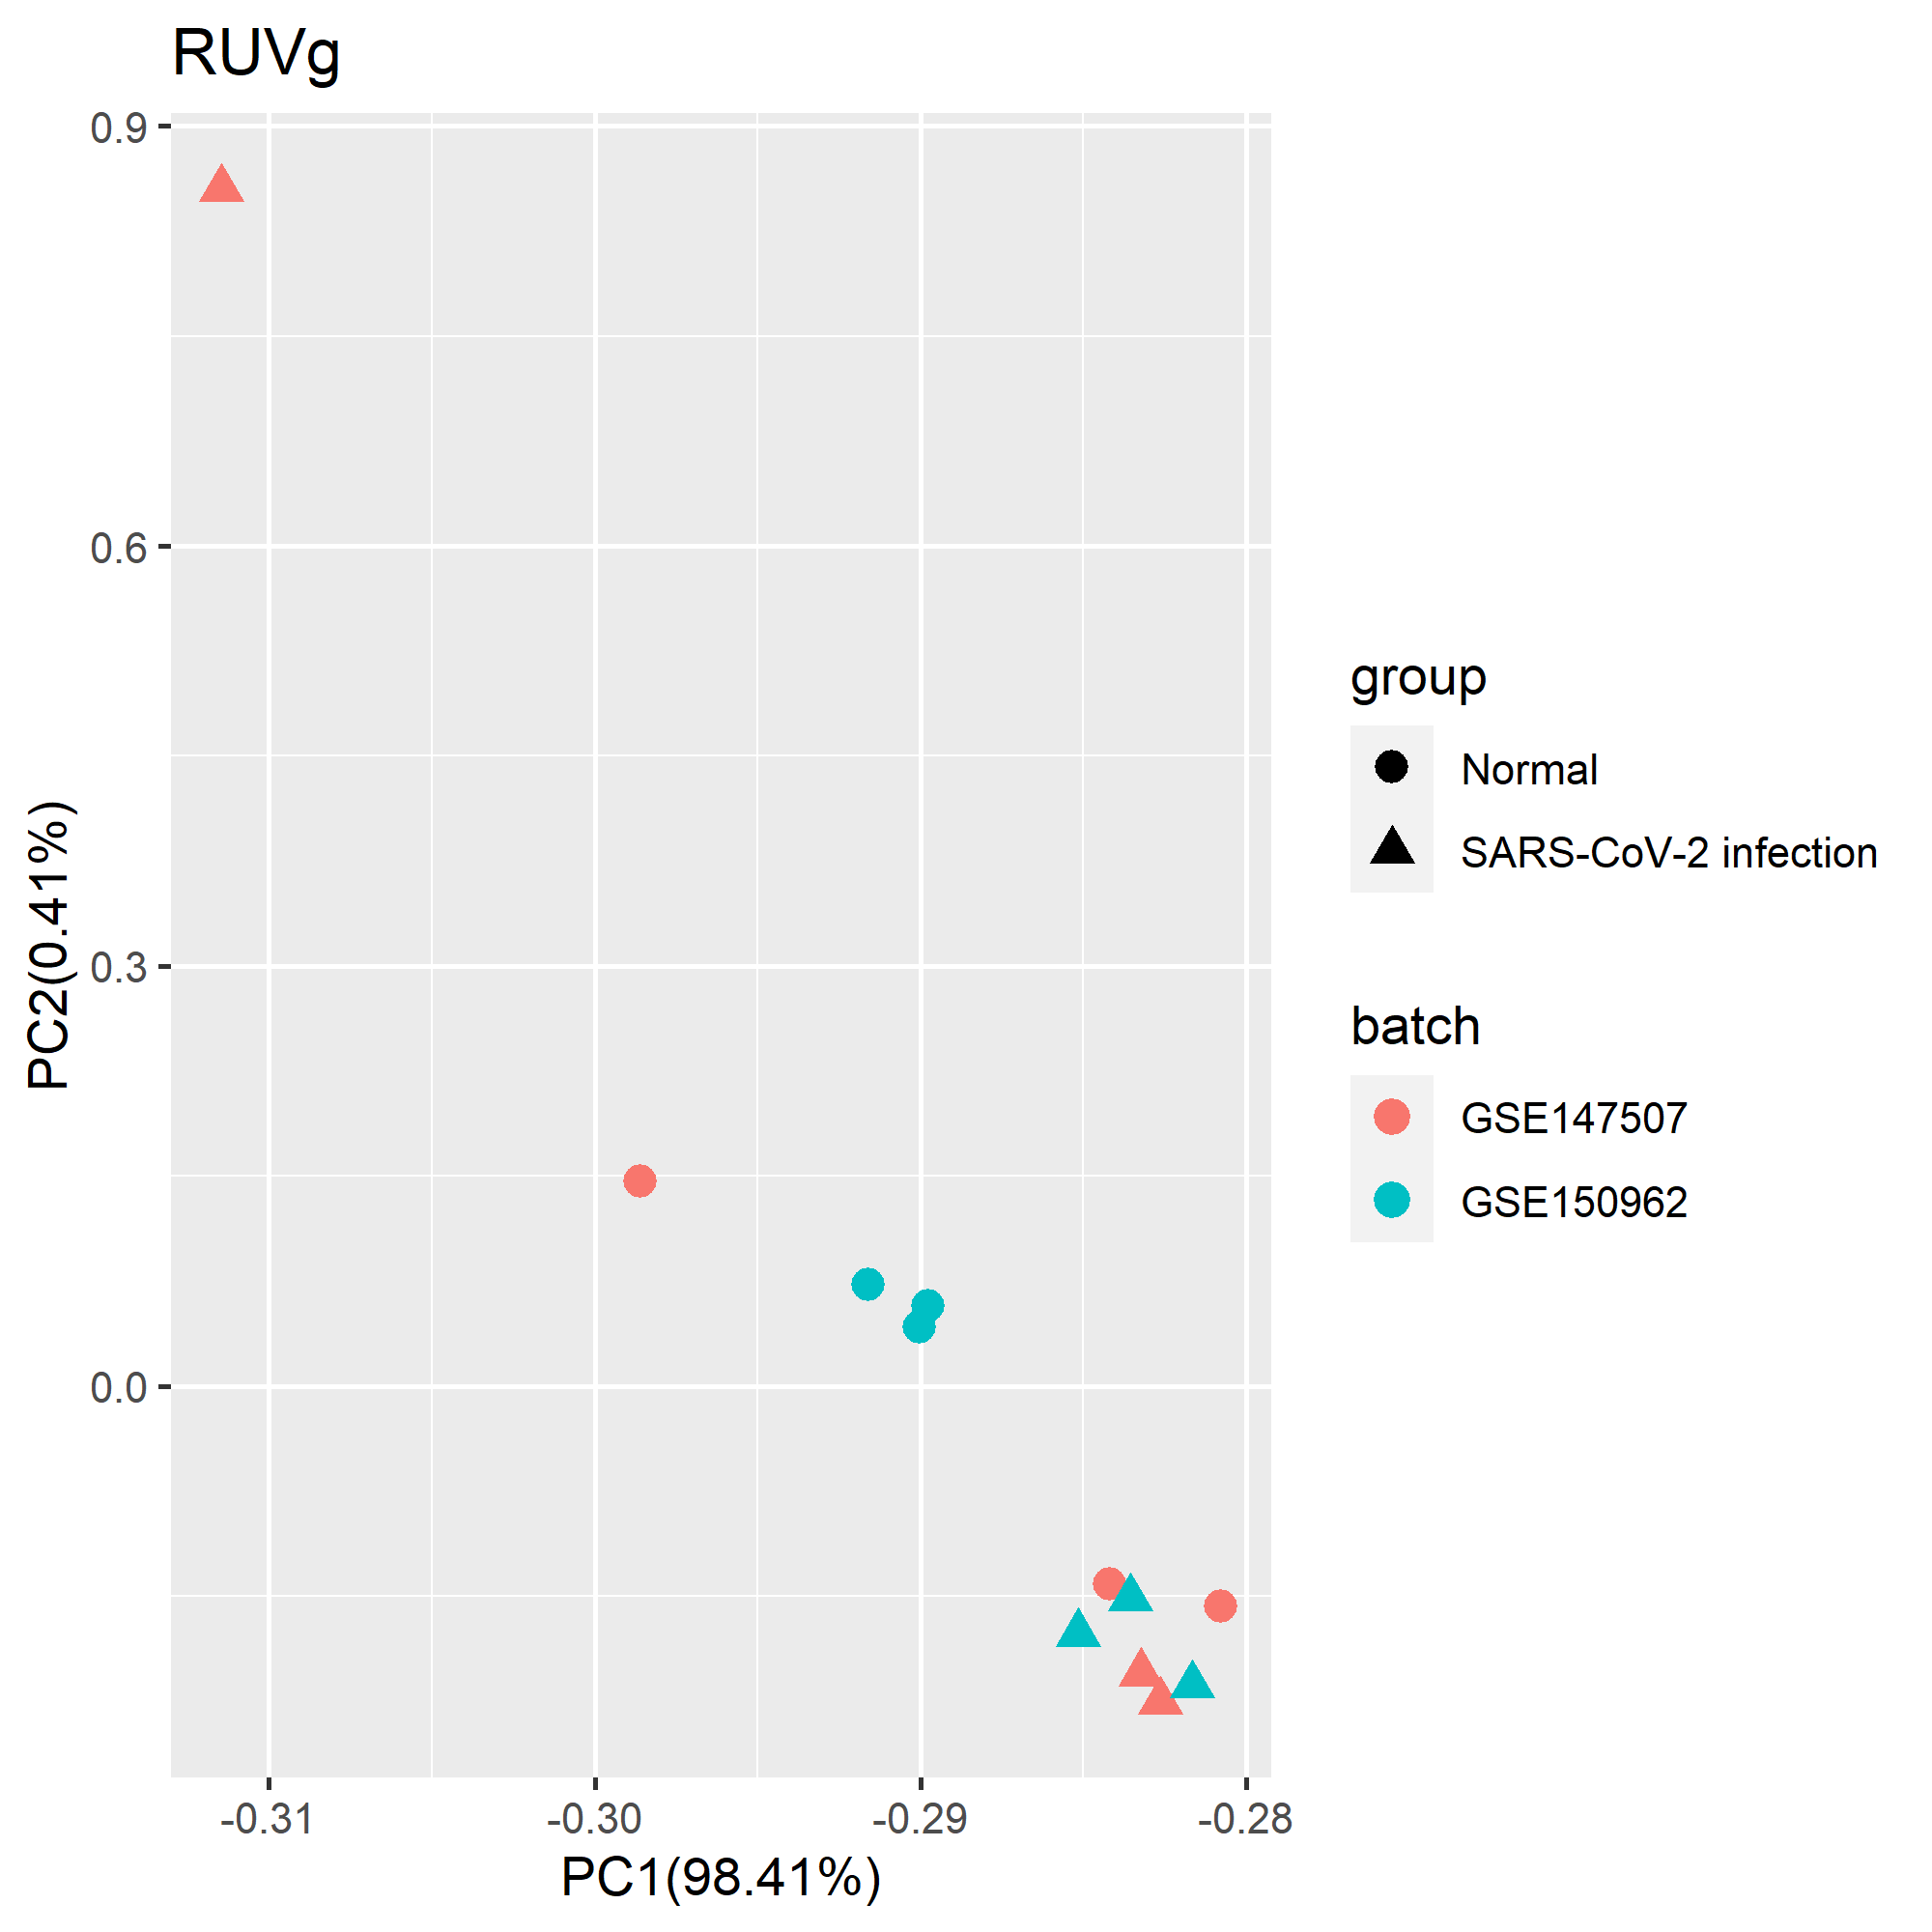 RUVg
0.9
0.6
0.3
0.0
PC2(0.41%)
-0.31
-0.30
-0.29
-0.28
PC1(98.41%)
group
Normal
SARS-CoV-2 infection
batch
GSE147507
GSE150962